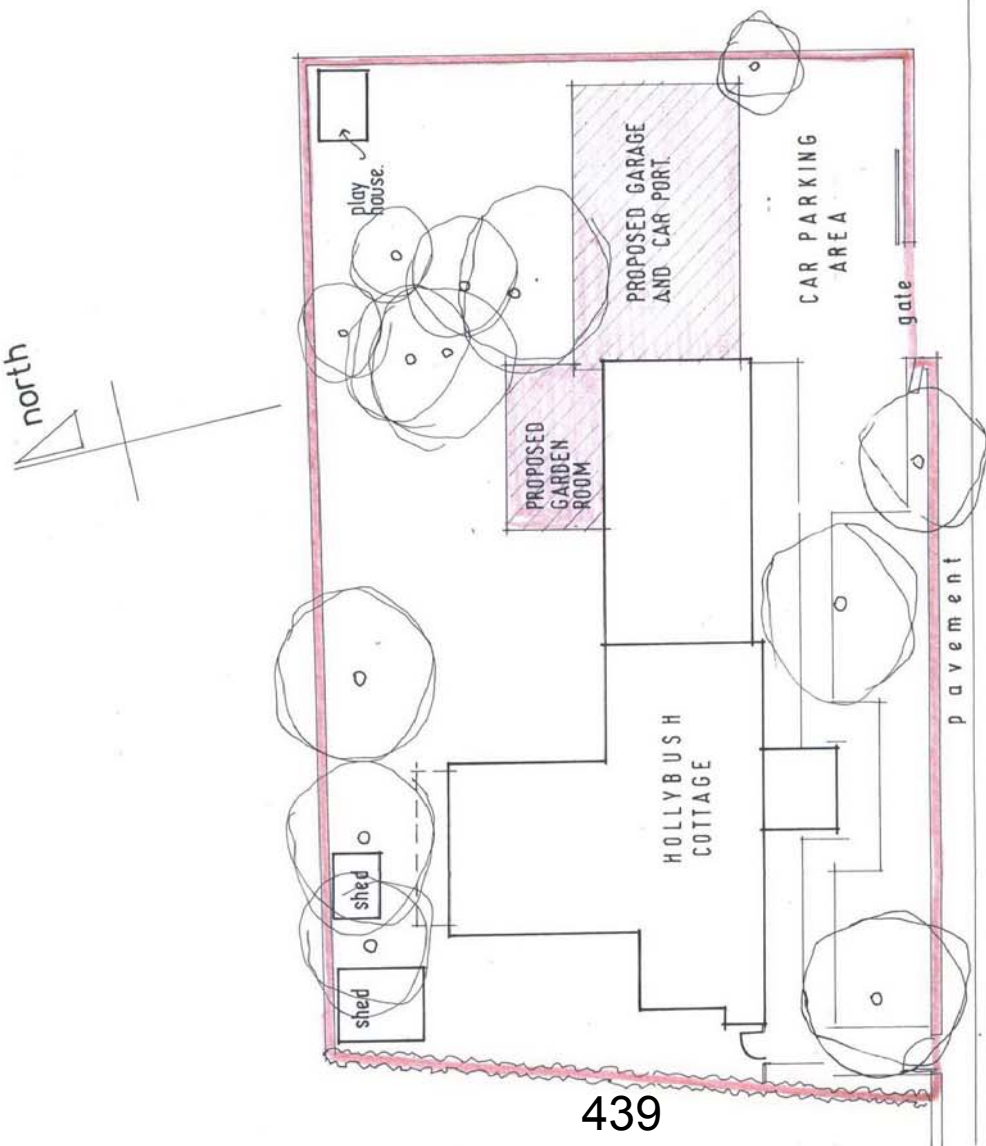 north
play
house.
PROPOSED GARAGE
AND CAR PORT.
CAR PARKING
AREA
gate
PROPOSED
GARDEN
ROOM
HOLLYBUSH
COTTAGE
shed
shed
pavement
439